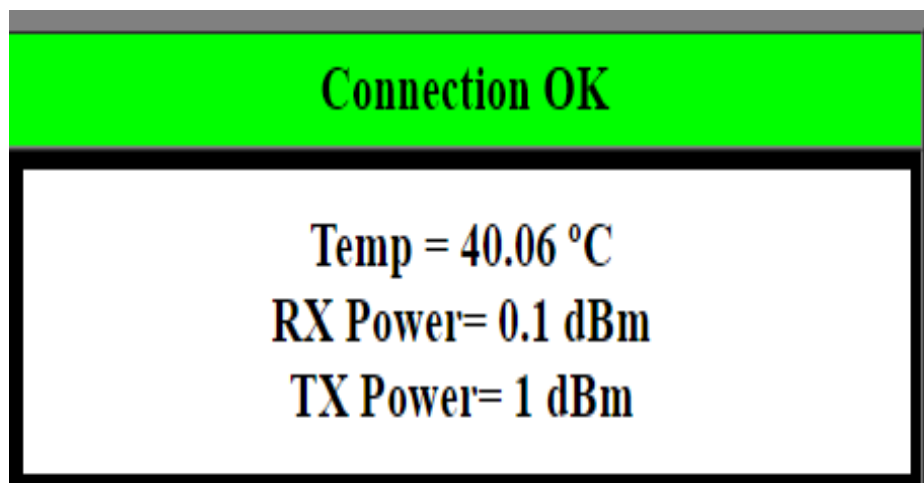 Connection OK
Temp = 40.06 ºC
RX Power= 0.1 dBm
TX Power= 1 dBm